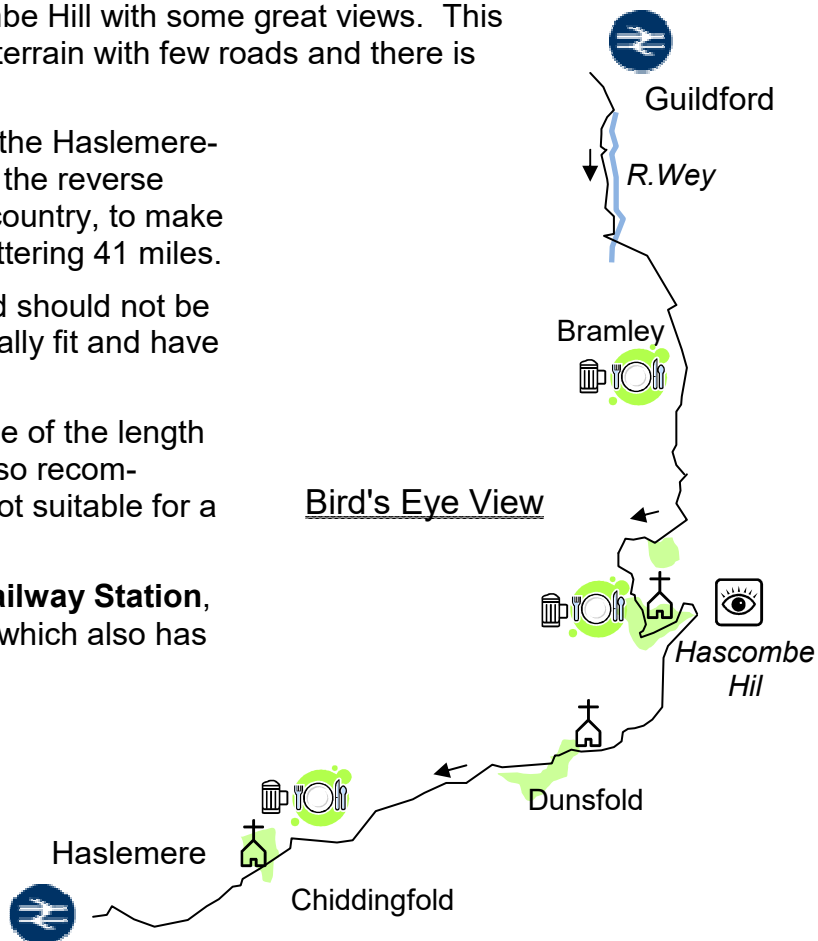 be Hill with some great views. This
terrain with few roads and there is
the Haslemere-
the reverse
country, to make
ttering 41 miles.
d should not be
ally fit and have
e of the length
so recom-
ot suitable for a
ailway Station,
which also has
Guildford
R.Wey
Bramley
Bird's Eye View
Hascombe
Hil
Dunsfold
Haslemere
Chiddingfold